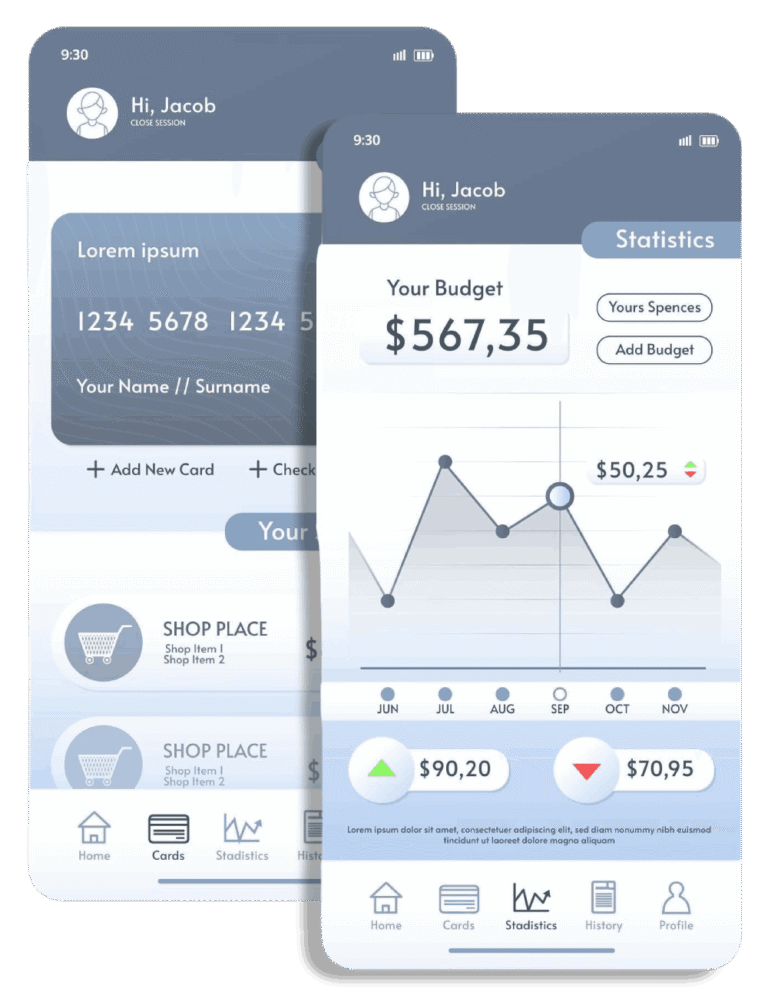 9:30
Hi, Jacob
CLOSE SESSION
Lorem ipsum
1234 5678 1234 5
Your Name // Surname
+ Add New Card
+ Check
Your
SHOP PLACE
Shop Item 1
Shop Item 2
$
SHOP PLACE
Shop Item 1
Shop Item 2
$
Home
Cards
Stadistics
9:30
Hi, Jacob
CLOSE SESSION
Statistics
Your Budget
$567,35
Yours Spences
Add Budget
$50,25
JUN JUL AUG SEP OCT NOV
$90,20
$70,95
Lorem ipsum dolor sit amet, consectetuer adipiscing elit, sed diam nonummy nibh euismod
tincidunt ut laoreet dolore magna aliquam
Home
Cards
Stadistics
History
Profile